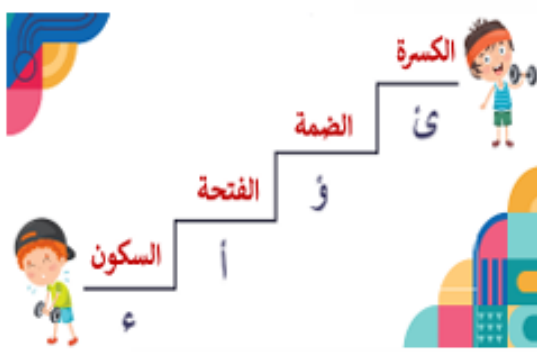 الكسرة
ئ
الضمة
ؤ
الفتحة
أ
السكون
ء